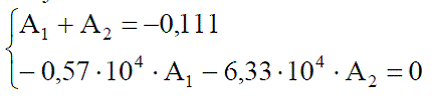 A₁ + A₂ = −0,111
−0,57·10⁴·A₁ − 6,33·10⁴·A₂ = 0